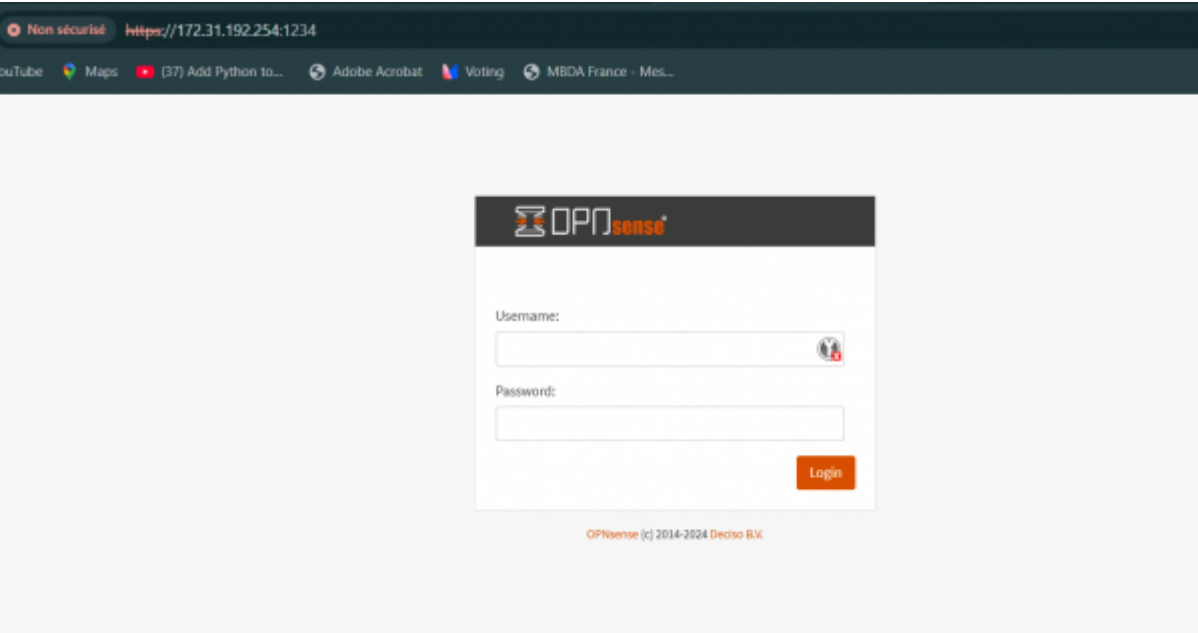 Non sécurisé https://172.31.192.254:1234
ouTube Maps (37) Add Python to... Adobe Acrobat Voting MBDA France - Mes...
OPNsense
Username:
Password:
Login
OPNsense (c) 2014-2024 Deciso B.V.